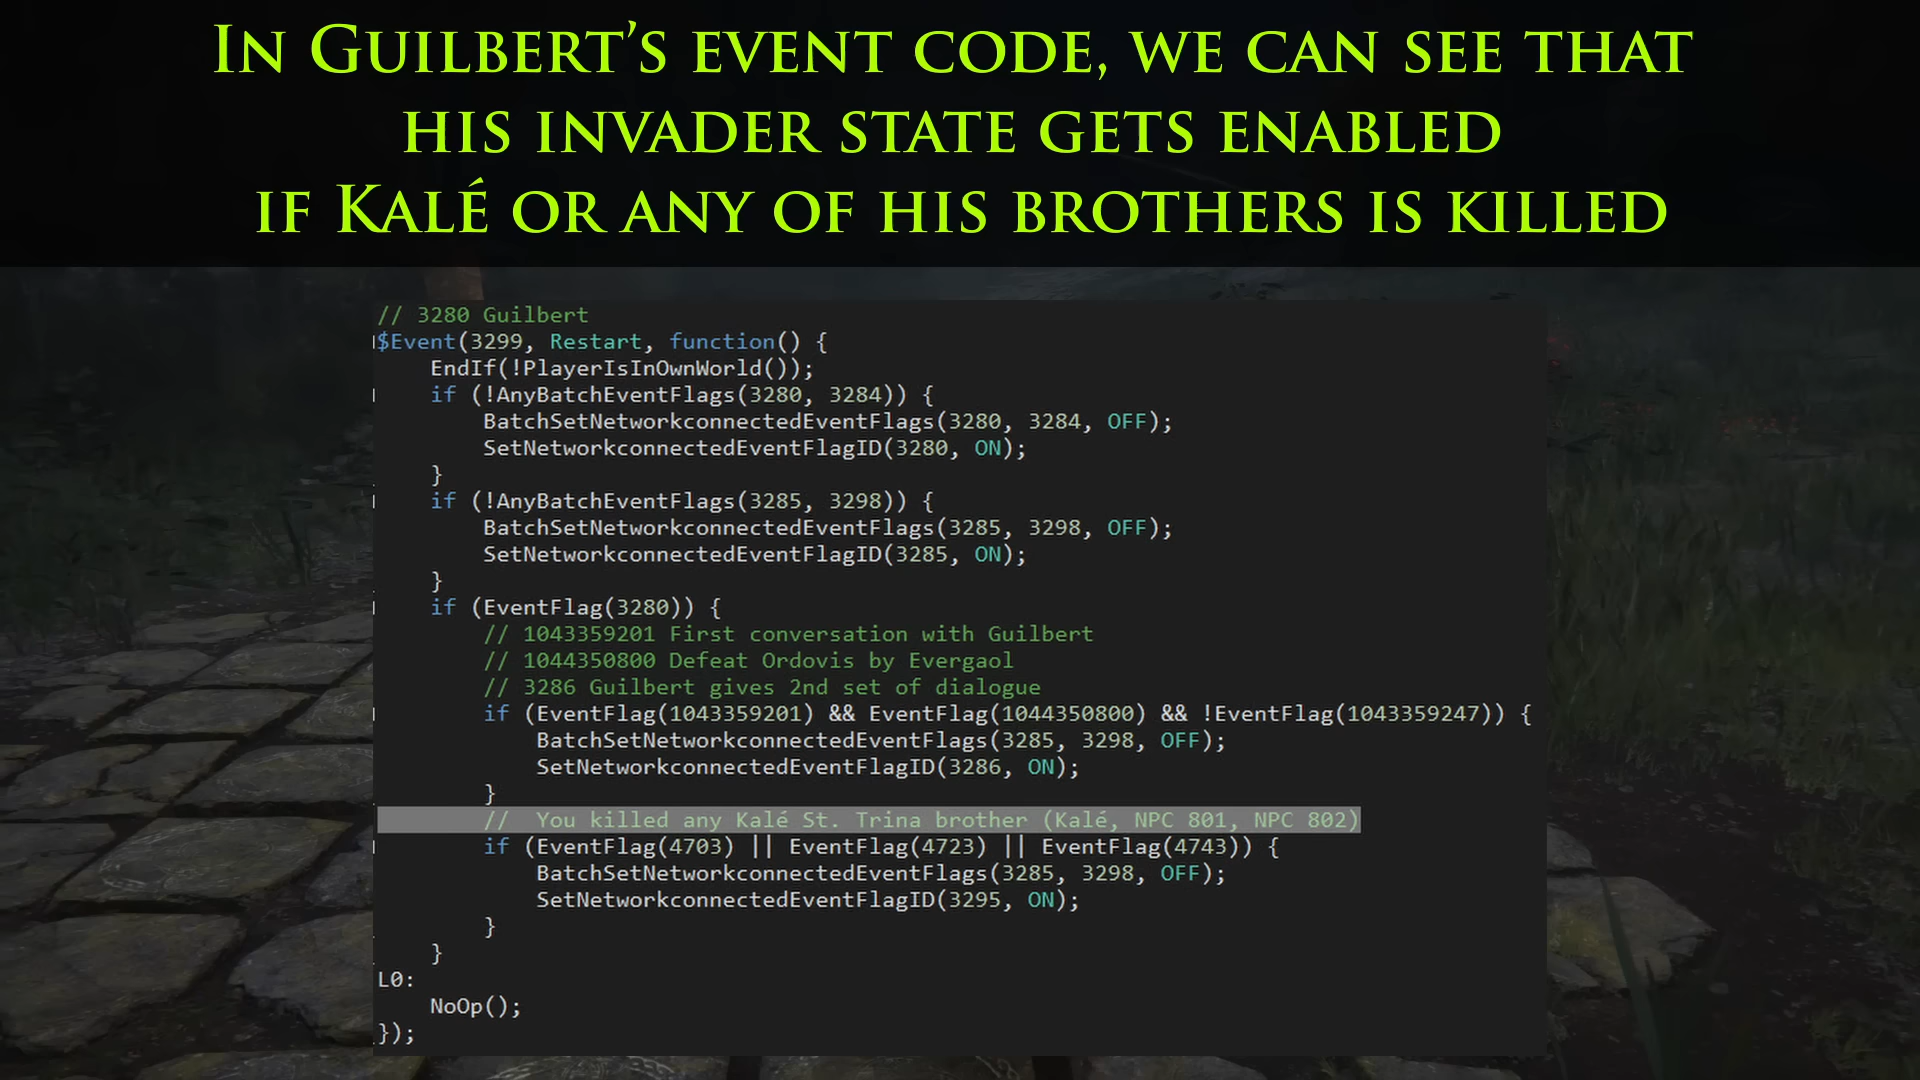 In Guilbert’s event code, we can see that
his invader state gets enabled
if Kalé or any of his brothers is killed
// 3280 Guilbert
$Event(3299, Restart, function() {
    EndIf(!PlayerIsInOwnWorld());
    if (!AnyBatchEventFlags(3280, 3284)) {
        BatchSetNetworkconnectedEventFlags(3280, 3284, OFF);
        SetNetworkconnectedEventFlagID(3280, ON);
    }
    if (!AnyBatchEventFlags(3285, 3298)) {
        BatchSetNetworkconnectedEventFlags(3285, 3298, OFF);
        SetNetworkconnectedEventFlagID(3285, ON);
    }
    if (EventFlag(3280)) {
        // 1043359201 First conversation with Guilbert
        // 1044350800 Defeat Ordovis by Evergaol
        // 3286 Guilbert gives 2nd set of dialogue
        if (EventFlag(1043359201) && EventFlag(1044350800) && !EventFlag(1043359247)) {
            BatchSetNetworkconnectedEventFlags(3285, 3298, OFF);
            SetNetworkconnectedEventFlagID(3286, ON);
        }
        //  You killed any Kalé St. Trina brother (Kalé, NPC 801, NPC 802)
        if (EventFlag(4703) || EventFlag(4723) || EventFlag(4743)) {
            BatchSetNetworkconnectedEventFlags(3285, 3298, OFF);
            SetNetworkconnectedEventFlagID(3295, ON);
        }
    }
L0:
    NoOp();
});